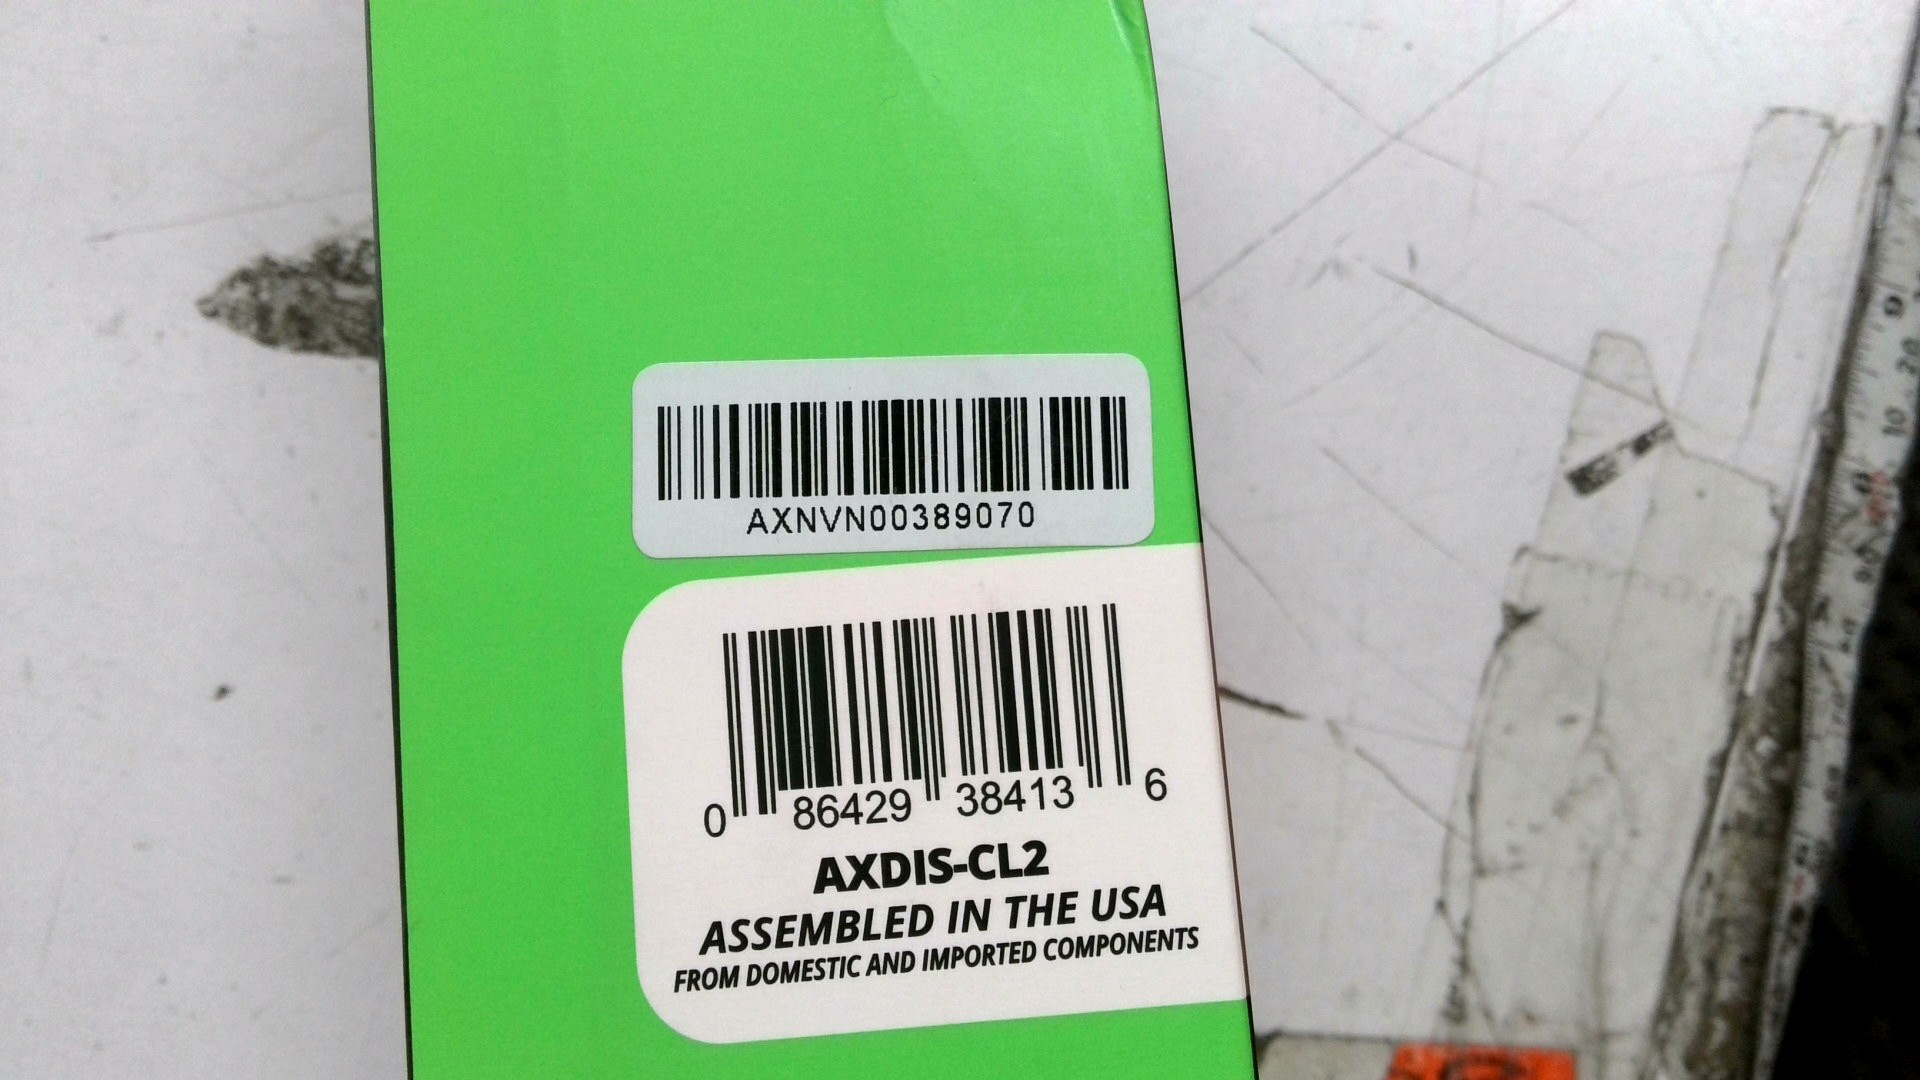 AXNVN00389070
0 86429 38413 6
AXDIS-CL2
ASSEMBLED IN THE USA
FROM DOMESTIC AND IMPORTED COMPONENTS